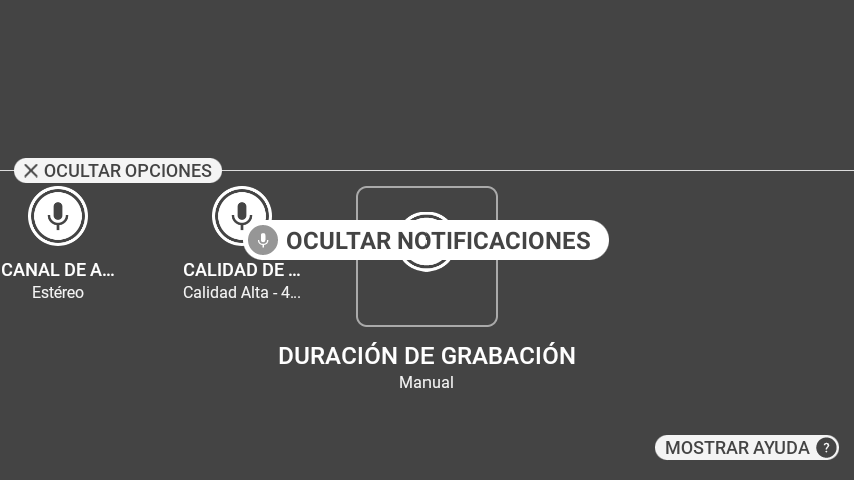 OCULTAR OPCIONES
OCULTAR NOTIFICACIONES
CANAL DE A...
Estéreo
CALIDAD DE ...
Calidad Alta - 4...
DURACIÓN DE GRABACIÓN
Manual
MOSTRAR AYUDA ?